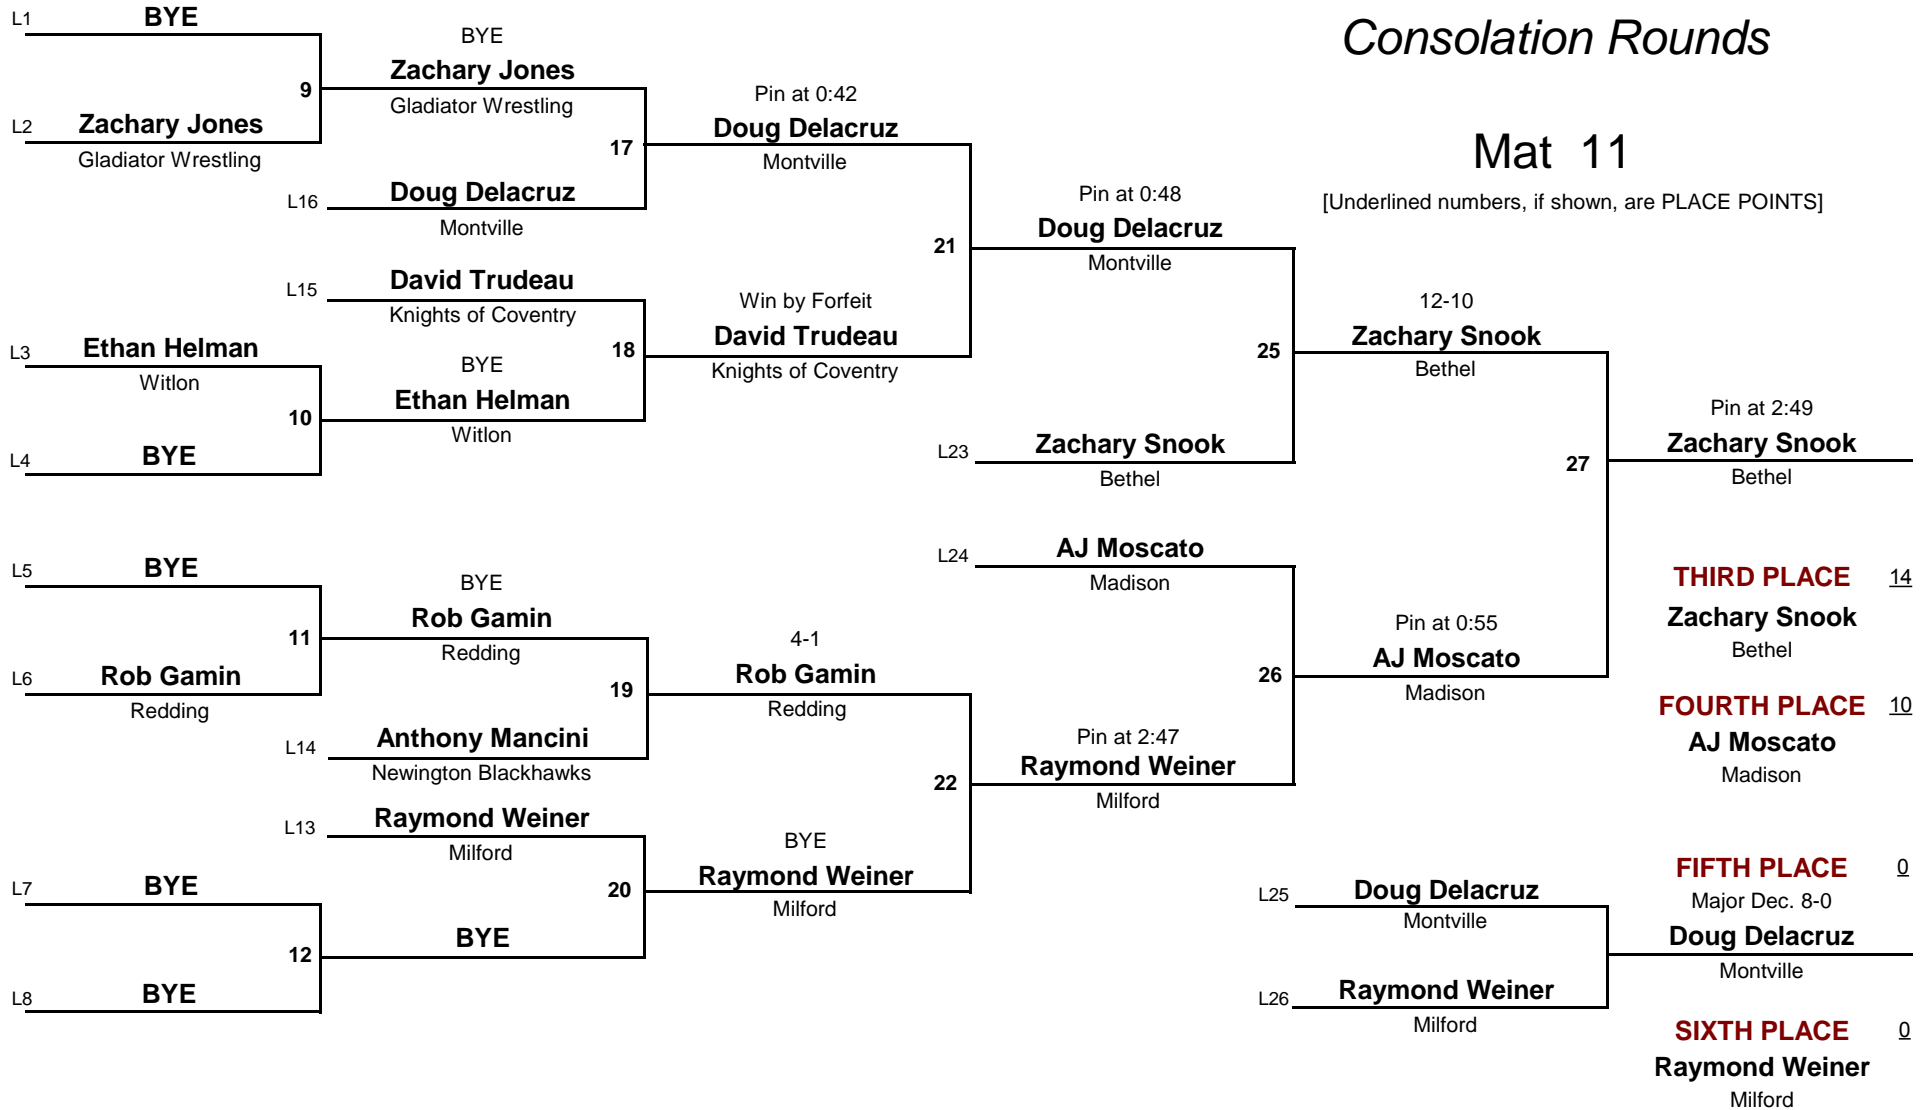 Consolation Rounds
Mat 11
[Underlined numbers, if shown, are PLACE POINTS]
L1 BYE
9
L2 Zachary Jones
Gladiator Wrestling
L3 Ethan Helman
Witlon
10
L4 BYE
L5 BYE
11
L6 Rob Gamin
Redding
L7 BYE
12
L8 BYE
BYE
Zachary Jones
Gladiator Wrestling
17
L16 Doug Delacruz
Montville
L15 David Trudeau
Knights of Coventry
18
BYE
Ethan Helman
Witlon
BYE
Rob Gamin
Redding
19
L14 Anthony Mancini
Newington Blackhawks
L13 Raymond Weiner
Milford
20
BYE
Pin at 0:42
Doug Delacruz
Montville
21
Win by Forfeit
David Trudeau
Knights of Coventry
4-1
Rob Gamin
Redding
22
BYE
Raymond Weiner
Milford
Pin at 0:48
Doug Delacruz
Montville
25
L23 Zachary Snook
Bethel
L24 AJ Moscato
Madison
26
Pin at 2:47
Raymond Weiner
Milford
12-10
Zachary Snook
Bethel
27
Pin at 0:55
AJ Moscato
Madison
L25 Doug Delacruz
Montville
L26 Raymond Weiner
Milford
Pin at 2:49
Zachary Snook
Bethel
THIRD PLACE 14
Zachary Snook
Bethel
FOURTH PLACE 10
AJ Moscato
Madison
FIFTH PLACE 0
Major Dec. 8-0
Doug Delacruz
Montville
SIXTH PLACE 0
Raymond Weiner
Milford